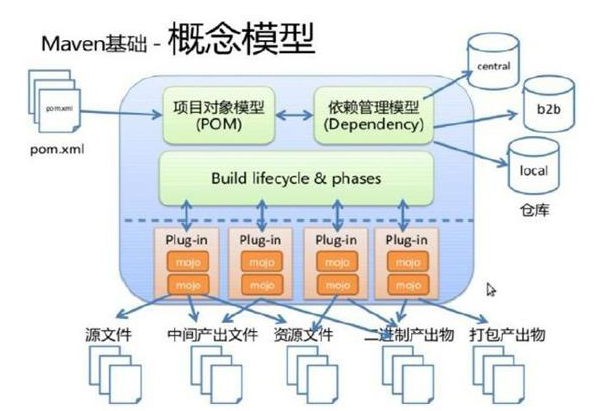 Maven基础 - 概念模型
pom.xml
pom.xml
项目对象模型
(POM)
依赖管理模型
(Dependency)
central
b2b
local
仓库
Build lifecycle & phases
Plug-in
mojo
mojo
Plug-in
mojo
mojo
Plug-in
mojo
mojo
Plug-in
mojo
mojo
源文件
中间产出文件
资源文件
二进制产出物
打包产出物